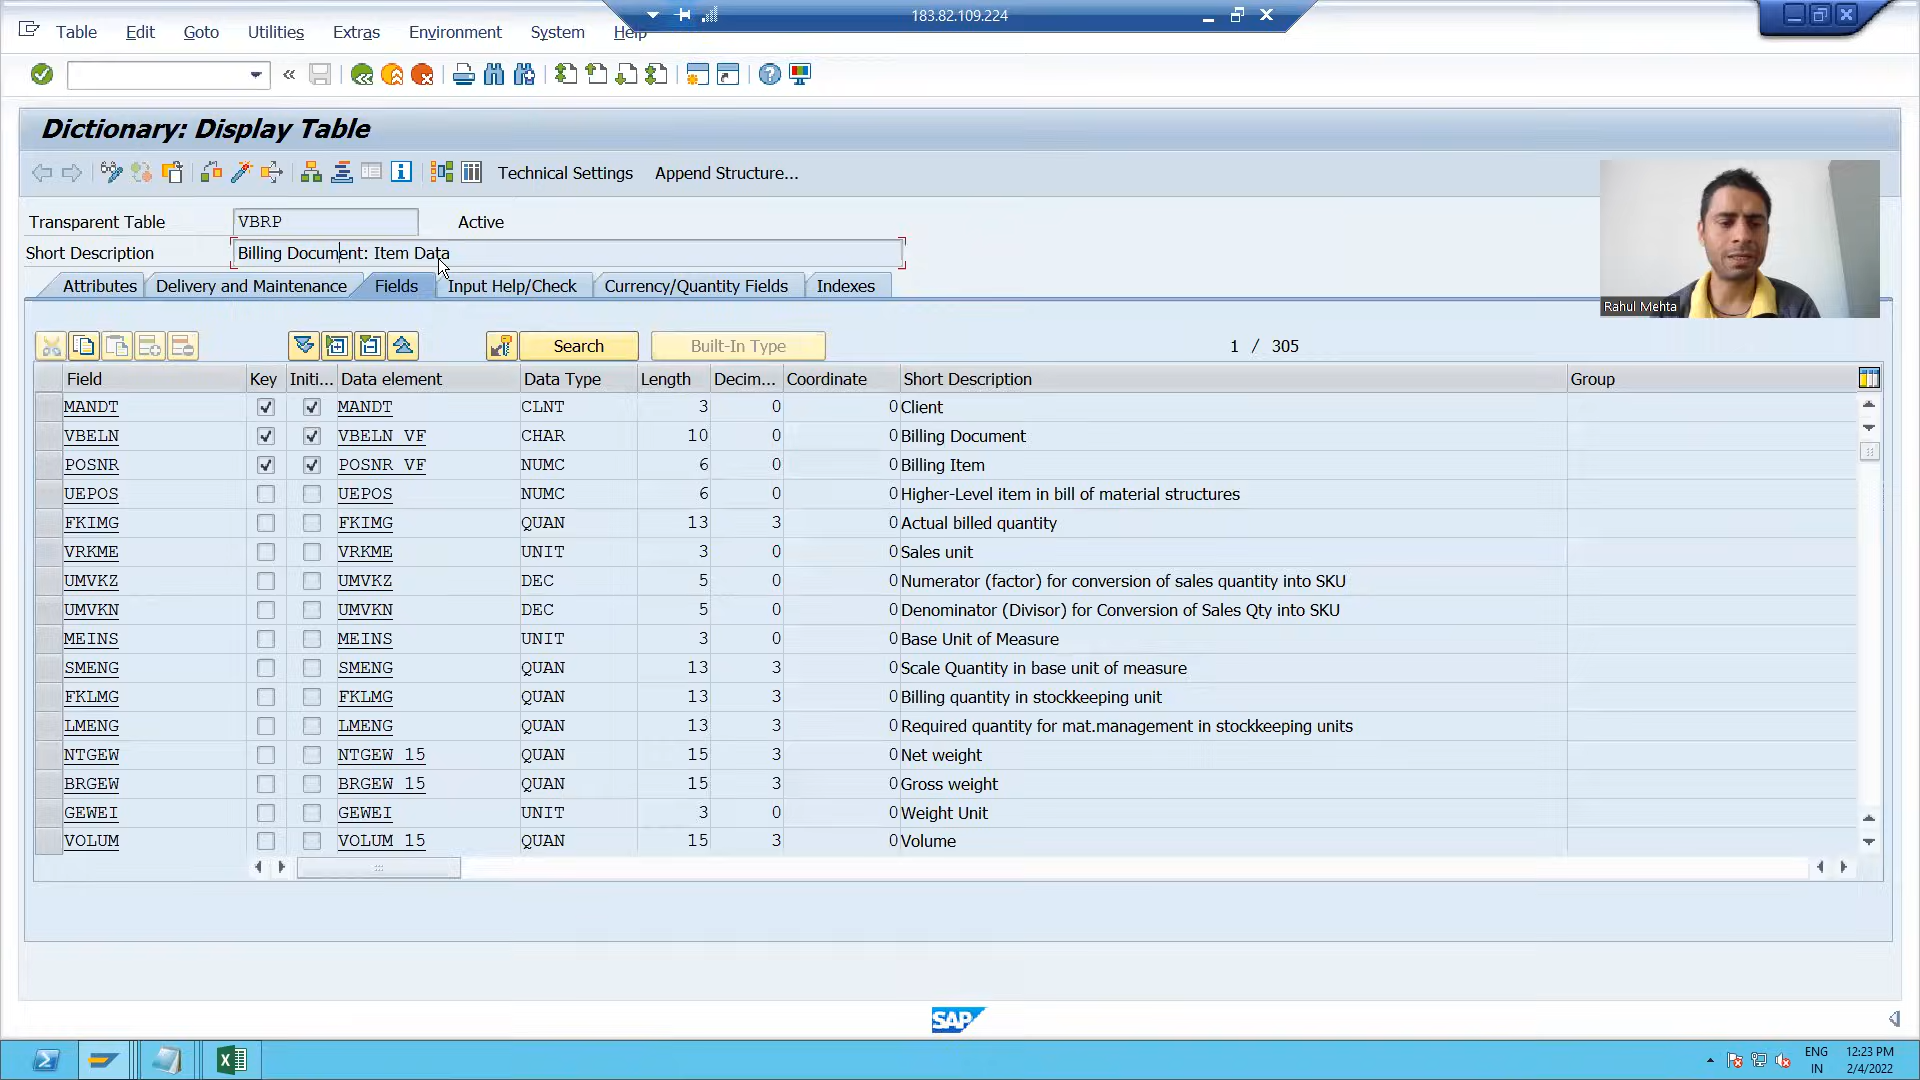 183.82.109.224
Table Edit Goto Utilities Extras Environment System Help
Dictionary: Display Table
Technical Settings Append Structure...
Transparent Table VBRP Active
Short Description Billing Document: Item Data
Attributes Delivery and Maintenance Fields Input Help/Check Currency/Quantity Fields Indexes
Search Built-In Type 1 / 305
Field Key Initi... Data element Data Type Length Decim... Coordinate Short Description Group
MANDT MANDT CLNT 3 0 0 Client
VBELN VBELN VF CHAR 10 0 0 Billing Document
POSNR POSNR VF NUMC 6 0 0 Billing Item
UEPOS UEPOS NUMC 6 0 0 Higher-Level item in bill of material structures
FKIMG FKIMG QUAN 13 3 0 Actual billed quantity
VRKME VRKME UNIT 3 0 0 Sales unit
UMVKZ UMVKZ DEC 5 0 0 Numerator (factor) for conversion of sales quantity into SKU
UMVKN UMVKN DEC 5 0 0 Denominator (Divisor) for Conversion of Sales Qty into SKU
MEINS MEINS UNIT 3 0 0 Base Unit of Measure
SMENG SMENG QUAN 13 3 0 Scale Quantity in base unit of measure
FKLMG FKLMG QUAN 13 3 0 Billing quantity in stockkeeping unit
LMENG LMENG QUAN 13 3 0 Required quantity for mat.management in stockkeeping units
NTGEW NTGEW 15 QUAN 15 3 0 Net weight
BRGEW BRGEW 15 QUAN 15 3 0 Gross weight
GEWEI GEWEI UNIT 3 0 0 Weight Unit
VOLUM VOLUM 15 QUAN 15 3 0 Volume
Rahul Mehta
SAP
ENG 12:23 PM
IN 2/4/2022